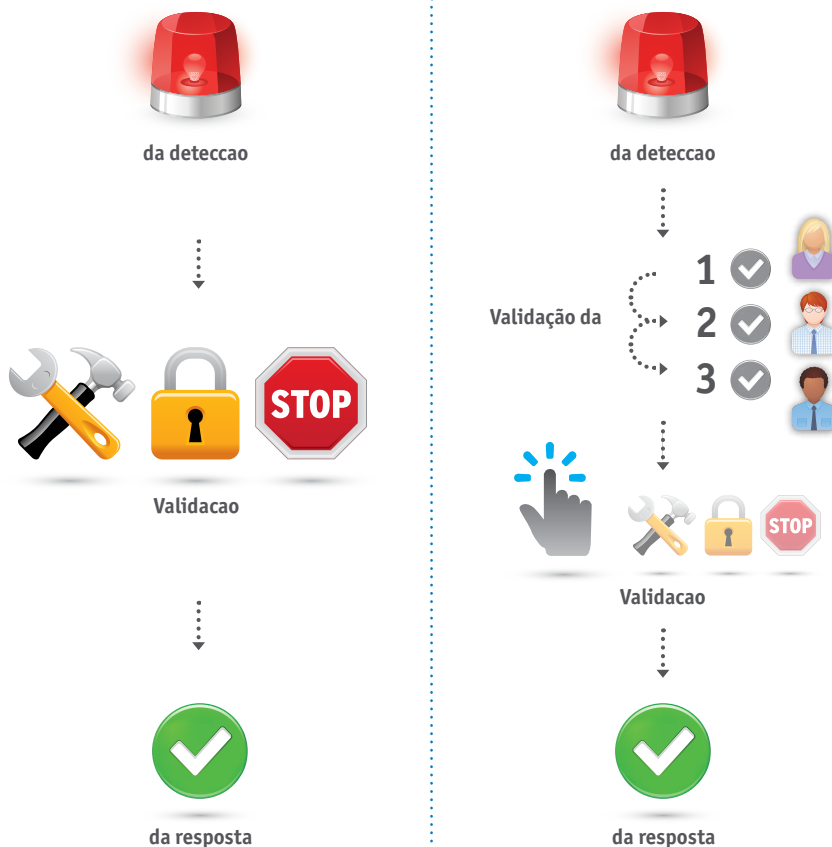 da deteccao
STOP
Validacao
da resposta
da deteccao
Validação da
1
2
3
STOP
Validacao
da resposta